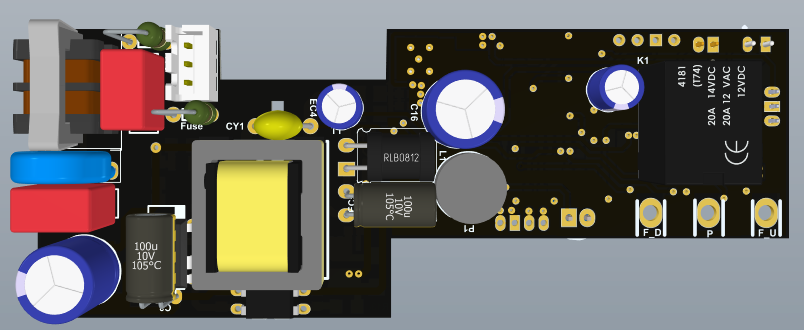 Fuse
CY1
EC4
C16
K1
4181
(T74)
20A 14VDC
20A 12 VAC
12VDC
CE
RLB0812
L1
100u
10V
105°C
100u
10V
105°C
P1
F_D
P
F_U